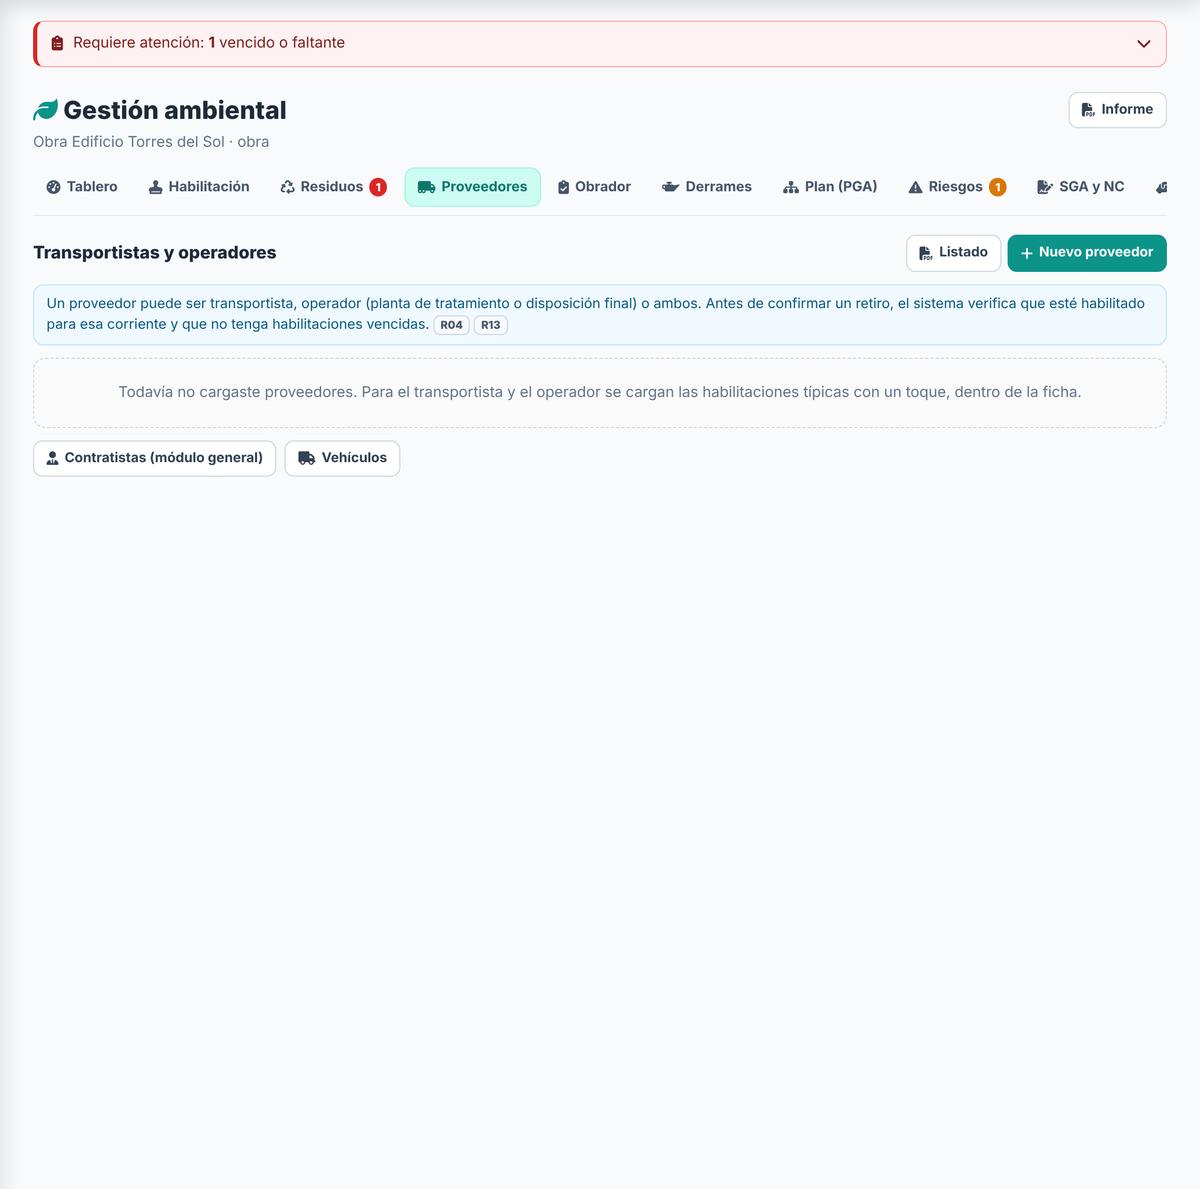 Requiere atención: 1 vencido o faltante
Gestión ambiental
Informe
Obra Edificio Torres del Sol · obra
Tablero
Habilitación
Residuos 1
Proveedores
Obrador
Derrames
Plan (PGA)
Riesgos 1
SGA y NC
Transportistas y operadores
Listado
+ Nuevo proveedor
Un proveedor puede ser transportista, operador (planta de tratamiento o disposición final) o ambos. Antes de confirmar un retiro, el sistema verifica que esté habilitado
para esa corriente y que no tenga habilitaciones vencidas. R04 R13
Todavía no cargaste proveedores. Para el transportista y el operador se cargan las habilitaciones típicas con un toque, dentro de la ficha.
Contratistas (módulo general)
Vehículos